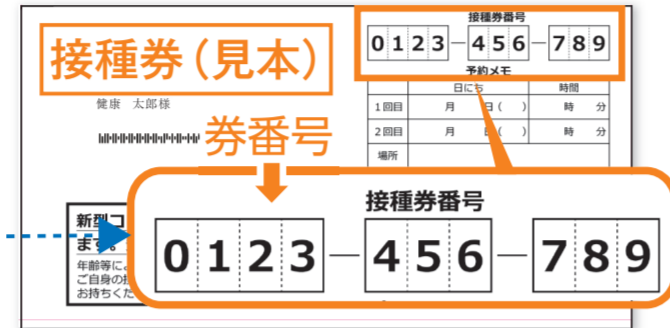 接種券（見本）
接種券番号
0123－456－789
予約メモ
日にち 時間
1回目 月 日（ ） 時 分
2回目 月 日（ ） 時 分
場所
健康 太郎様
券番号
接種券番号
0123－456－789
新型コ
ます。
年齢等に
ご自身の
お持ちくだ